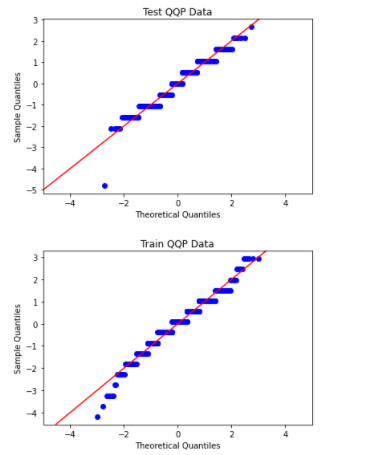 Test QQP Data
3
2
1
0
−1
−2
−3
−4
−5
Sample Quantiles
−4 −2 0 2 4
Theoretical Quantiles
Train QQP Data
3
2
1
0
−1
−2
−3
−4
Sample Quantiles
−4 −2 0 2 4
Theoretical Quantiles